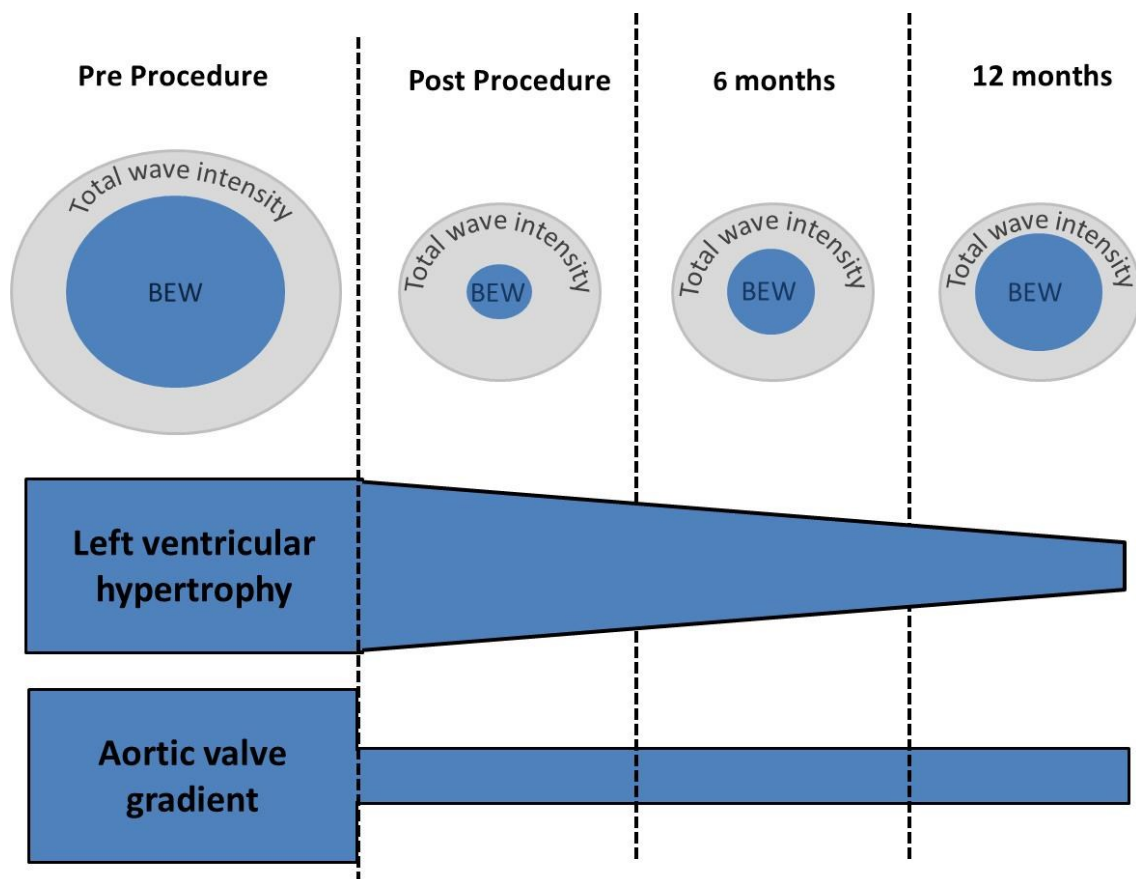 Pre Procedure
Post Procedure
6 months
12 months
Total wave intensity
BEW
Total wave intensity
BEW
Total wave intensity
BEW
Total wave intensity
BEW
Left ventricular
hypertrophy
Aortic valve
gradient